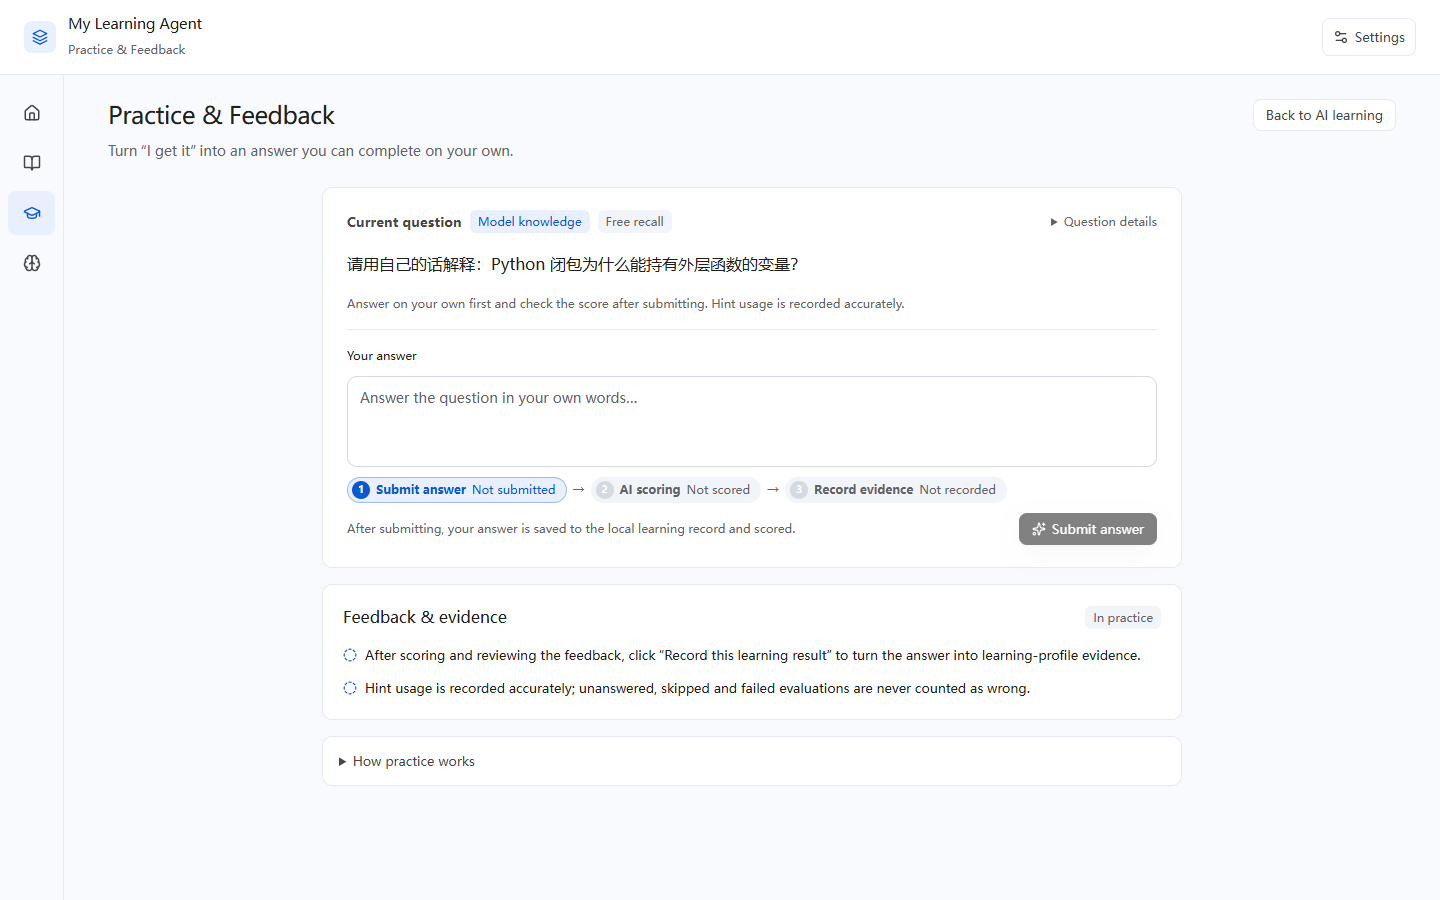 My Learning Agent
Practice & Feedback
Settings
Practice & Feedback
Back to AI learning
Turn “I get it” into an answer you can complete on your own.
Current question
Model knowledge
Free recall
Question details
请用自己的话解释：Python 闭包为什么能持有外层函数的变量？
Answer on your own first and check the score after submitting. Hint usage is recorded accurately.
Your answer
Answer the question in your own words...
1 Submit answer Not submitted → 2 AI scoring Not scored → 3 Record evidence Not recorded
After submitting, your answer is saved to the local learning record and scored.
Submit answer
Feedback & evidence
In practice
After scoring and reviewing the feedback, click “Record this learning result” to turn the answer into learning-profile evidence.
Hint usage is recorded accurately; unanswered, skipped and failed evaluations are never counted as wrong.
How practice works